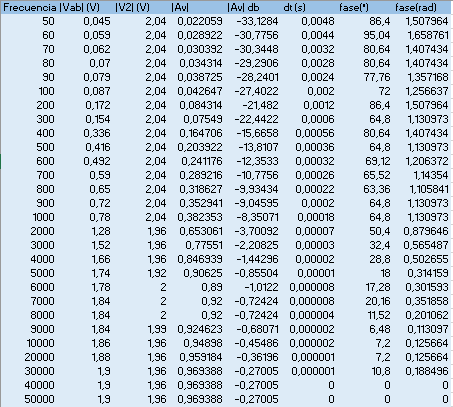 Frecuencia |Vab| (V) |V2| (V) |Av| |Av| db dt (s) fase(°) fase(rad)
50 0,045 2,04 0,022059 -33,1284 0,0048 86,4 1,507964
60 0,059 2,04 0,028922 -30,7756 0,0044 95,04 1,658761
70 0,062 2,04 0,030392 -30,3448 0,0032 80,64 1,407434
80 0,07 2,04 0,034314 -29,2906 0,0028 80,64 1,407434
90 0,079 2,04 0,038725 -28,2401 0,0024 77,76 1,357168
100 0,087 2,04 0,042647 -27,4022 0,002 72 1,256637
200 0,172 2,04 0,084314 -21,482 0,0012 86,4 1,507964
300 0,154 2,04 0,07549 -22,4422 0,0006 64,8 1,130973
400 0,336 2,04 0,164706 -15,6658 0,00056 80,64 1,407434
500 0,416 2,04 0,203922 -13,8107 0,00036 64,8 1,130973
600 0,492 2,04 0,241176 -12,3533 0,00032 69,12 1,206372
700 0,59 2,04 0,289216 -10,7756 0,00026 65,52 1,14354
800 0,65 2,04 0,318627 -9,93434 0,00022 63,36 1,105841
900 0,72 2,04 0,352941 -9,04595 0,0002 64,8 1,130973
1000 0,78 2,04 0,382353 -8,35071 0,00018 64,8 1,130973
2000 1,28 1,96 0,653061 -3,70092 0,00007 50,4 0,879646
3000 1,52 1,96 0,77551 -2,20825 0,00003 32,4 0,565487
4000 1,66 1,96 0,846939 -1,44296 0,00002 28,8 0,502655
5000 1,74 1,92 0,90625 -0,85504 0,00001 18 0,314159
6000 1,78 2 0,89 -1,0122 0,000008 17,28 0,301593
7000 1,84 2 0,92 -0,72424 0,000008 20,16 0,351858
8000 1,84 2 0,92 -0,72424 0,000004 11,52 0,201062
9000 1,84 1,99 0,924623 -0,68071 0,000002 6,48 0,113097
10000 1,86 1,96 0,94898 -0,45486 0,000002 7,2 0,125664
20000 1,88 1,96 0,959184 -0,36196 0,000001 7,2 0,125664
30000 1,9 1,96 0,969388 -0,27005 0,000001 10,8 0,188496
40000 1,9 1,96 0,969388 -0,27005 0 0 0
50000 1,9 1,96 0,969388 -0,27005 0 0 0